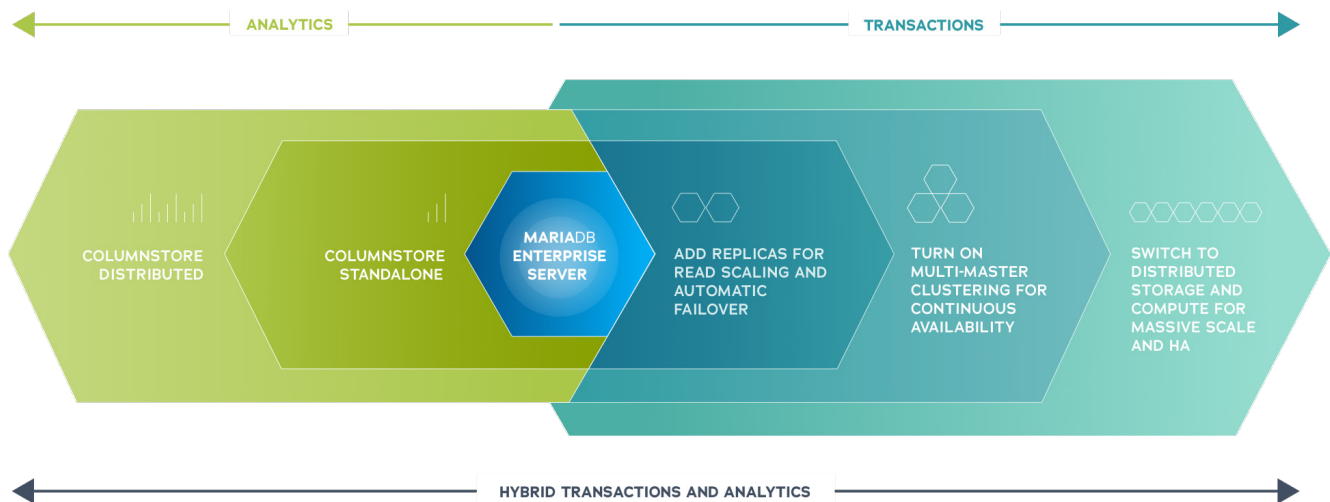 ANALYTICS
TRANSACTIONS
COLUMNSTORE
DISTRIBUTED
COLUMNSTORE
STANDALONE
MARIADB
ENTERPRISE
SERVER
ADD REPLICAS FOR
READ SCALING AND
AUTOMATIC
FAILOVER
TURN ON
MULTI-MASTER
CLUSTERING FOR
CONTINUOUS
AVAILABILITY
SWITCH TO
DISTRIBUTED
STORAGE AND
COMPUTE FOR
MASSIVE SCALE
AND HA
HYBRID TRANSACTIONS AND ANALYTICS